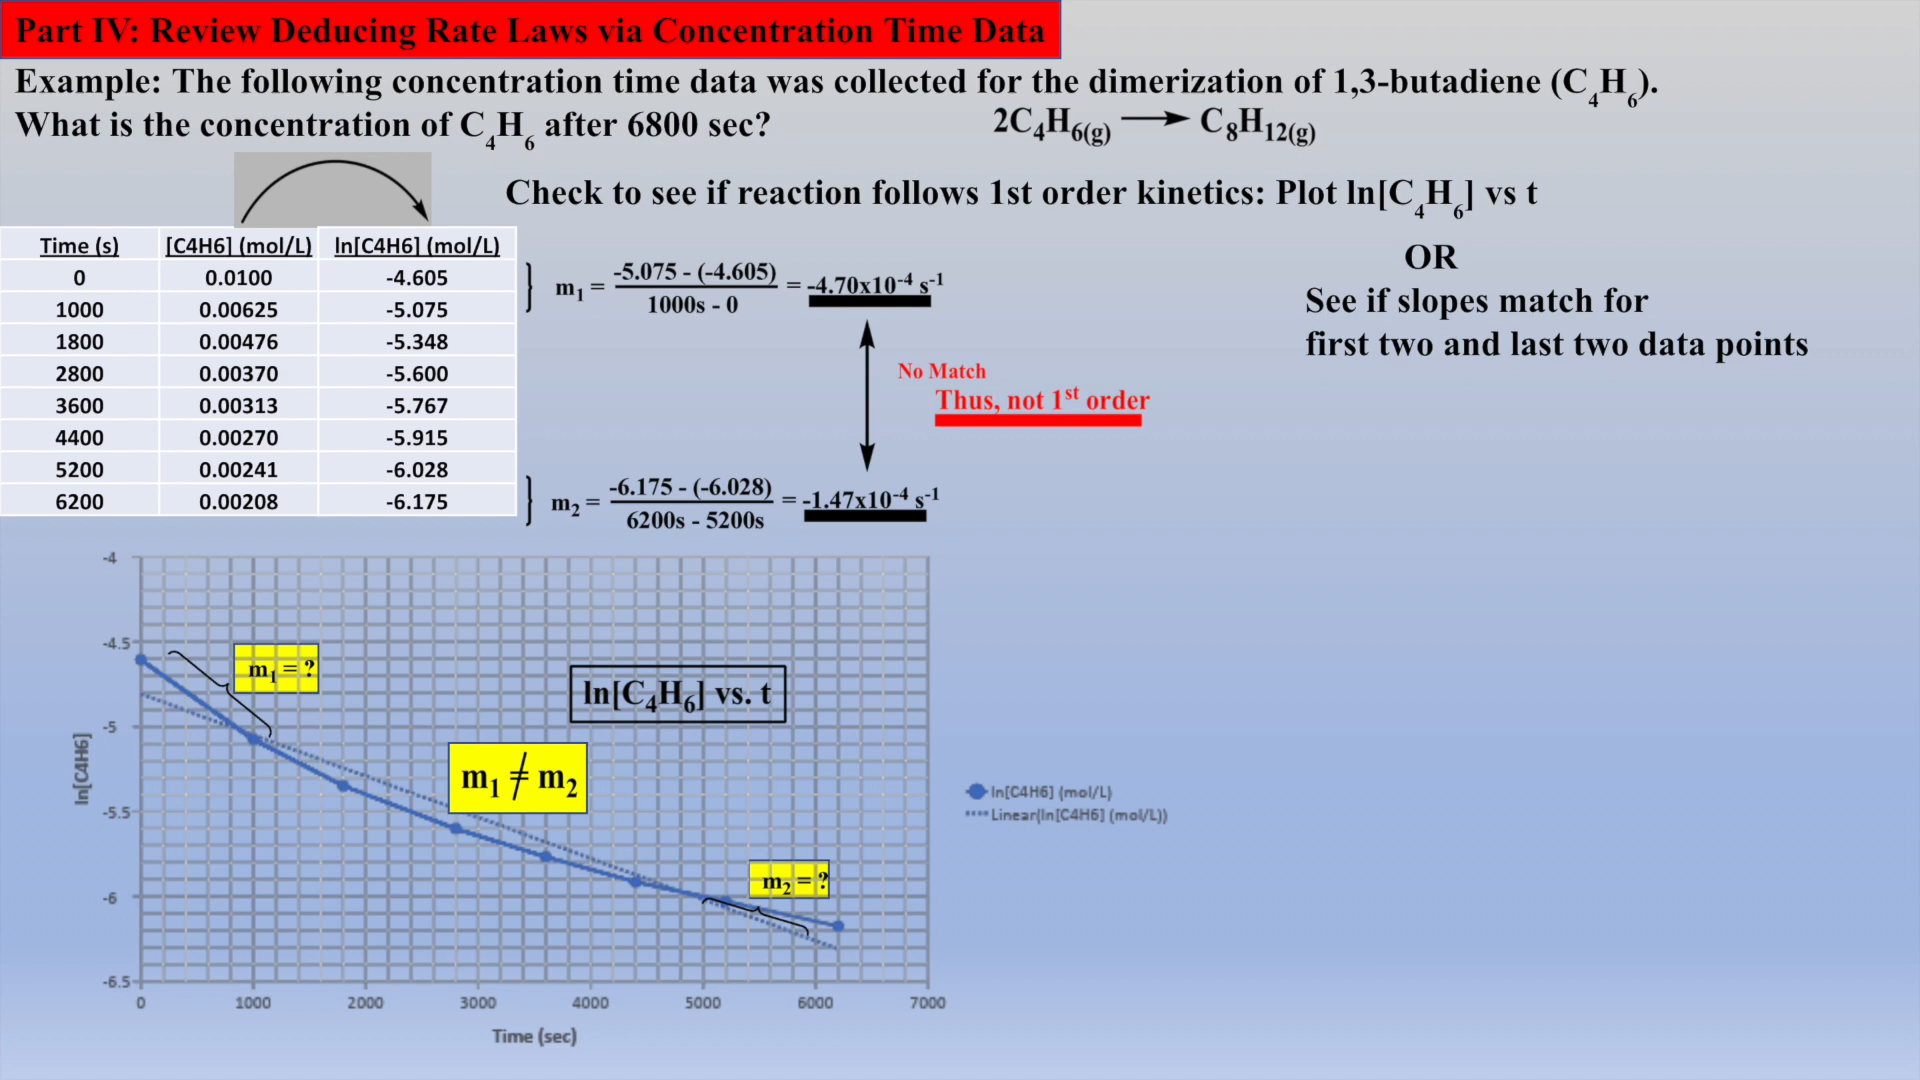 Part IV: Review Deducing Rate Laws via Concentration Time Data
Example: The following concentration time data was collected for the dimerization of 1,3-butadiene (C4H6).
What is the concentration of C4H6 after 6800 sec?
2C4H6(g) → C8H12(g)
Check to see if reaction follows 1st order kinetics: Plot ln[C4H6] vs t
OR
See if slopes match for
first two and last two data points
Time (s) [C4H6] (mol/L) ln[C4H6] (mol/L)
0 0.0100 -4.605
1000 0.00625 -5.075
1800 0.00476 -5.348
2800 0.00370 -5.600
3600 0.00313 -5.767
4400 0.00270 -5.915
5200 0.00241 -6.028
6200 0.00208 -6.175
m1 = -5.075 - (-4.605) / 1000s - 0 = -4.70x10-4 s-1
No Match
Thus, not 1st order
m2 = -6.175 - (-6.028) / 6200s - 5200s = -1.47x10-4 s-1
-4
-4.5
-5
-5.5
-6
-6.5
ln[C4H6]
m1 = ?
ln[C4H6] vs. t
m1 ≠ m2
m2 = ?
ln[C4H6] (mol/L)
Linear(ln[C4H6] (mol/L))
0 1000 2000 3000 4000 5000 6000 7000
Time (sec)